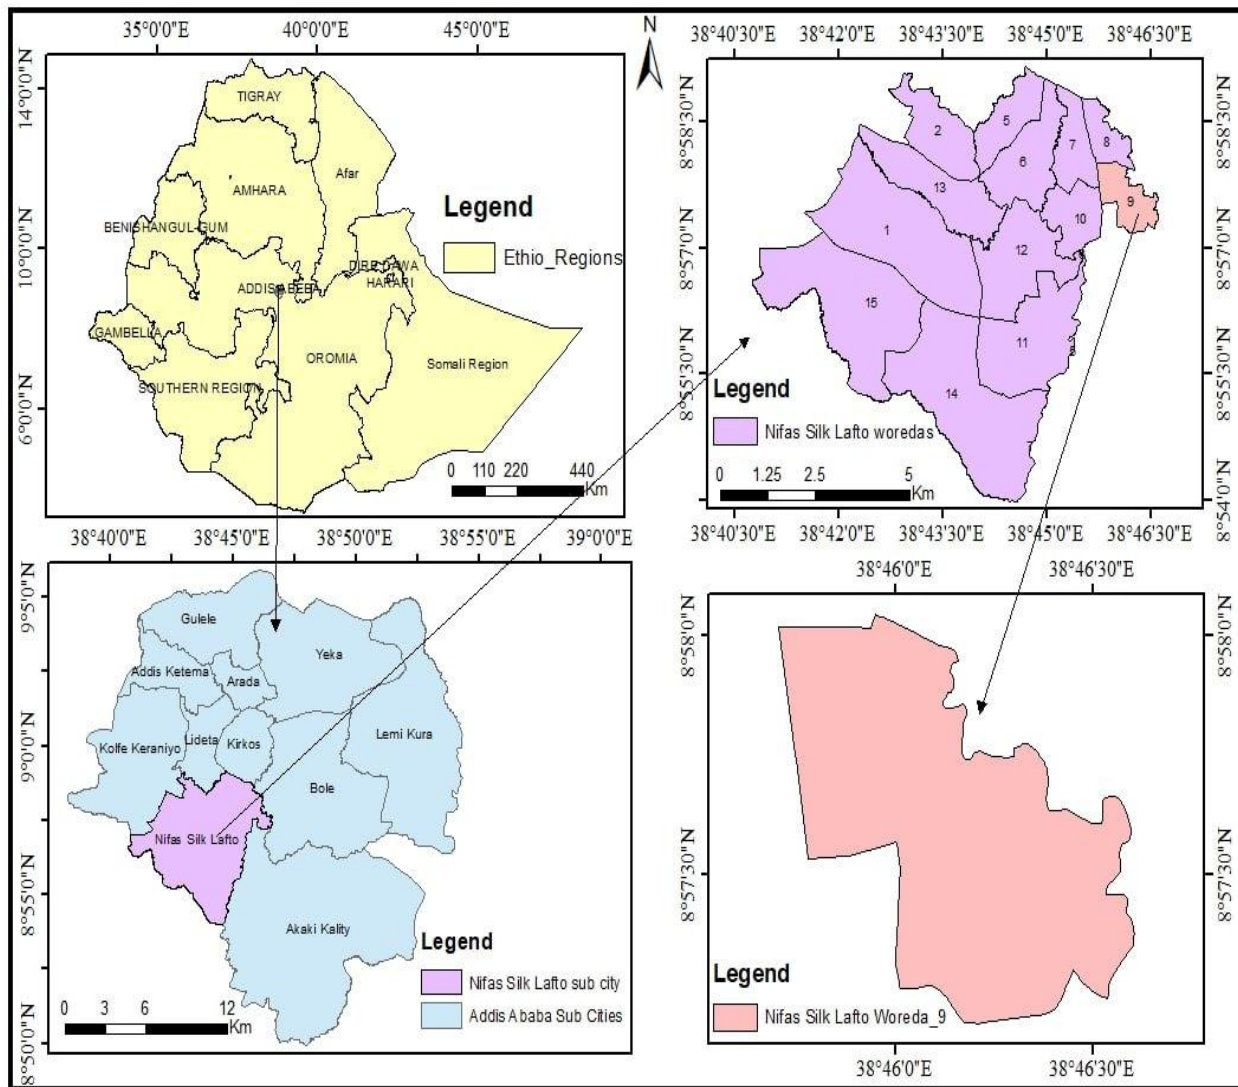 N
35°0'0"E 40°0'0"E 45°0'0"E
14°0'0"N
10°0'0"N
6°0'0"N
TIGRAY
Afar
AMHARA
BENISHANGUL-GUM
DIRE DAWA
HARARI
ADDIS ABEBA
GAMBELLA
OROMIA
Somali Region
SOUTHERN REGION
Legend
Ethio_Regions
0 110 220 440
Km
38°40'30"E 38°42'0"E 38°43'30"E 38°45'0"E 38°46'30"E
8°58'30"N 8°58'30"N
8°57'0"N 8°57'0"N
8°55'30"N 8°55'30"N
8°54'0"N 8°54'0"N
2
5
7
8
6
13
9
10
1
12
15
11
14
Legend
Nifas Silk Lafto woredas
0 1.25 2.5 5
Km
38°40'30"E 38°42'0"E 38°43'30"E 38°45'0"E 38°46'30"E
38°40'0"E 38°45'0"E 38°50'0"E 38°55'0"E 39°0'0"E
9°5'0"N
9°0'0"N
8°55'0"N
8°50'0"N
Gulele
Yeka
Addis Ketema
Arada
Kolfe Keraniyo
Lideta
Kirkos
Lemi Kura
Bole
Nifas Silk Lafto
Akaki Kality
Legend
Nifas Silk Lafto sub city
Addis Ababa Sub Cities
0 3 6 12
Km
38°46'0"E 38°46'30"E
8°58'0"N 8°58'0"N
8°57'30"N 8°57'30"N
Legend
Nifas Silk Lafto Woreda_9
38°46'0"E 38°46'30"E